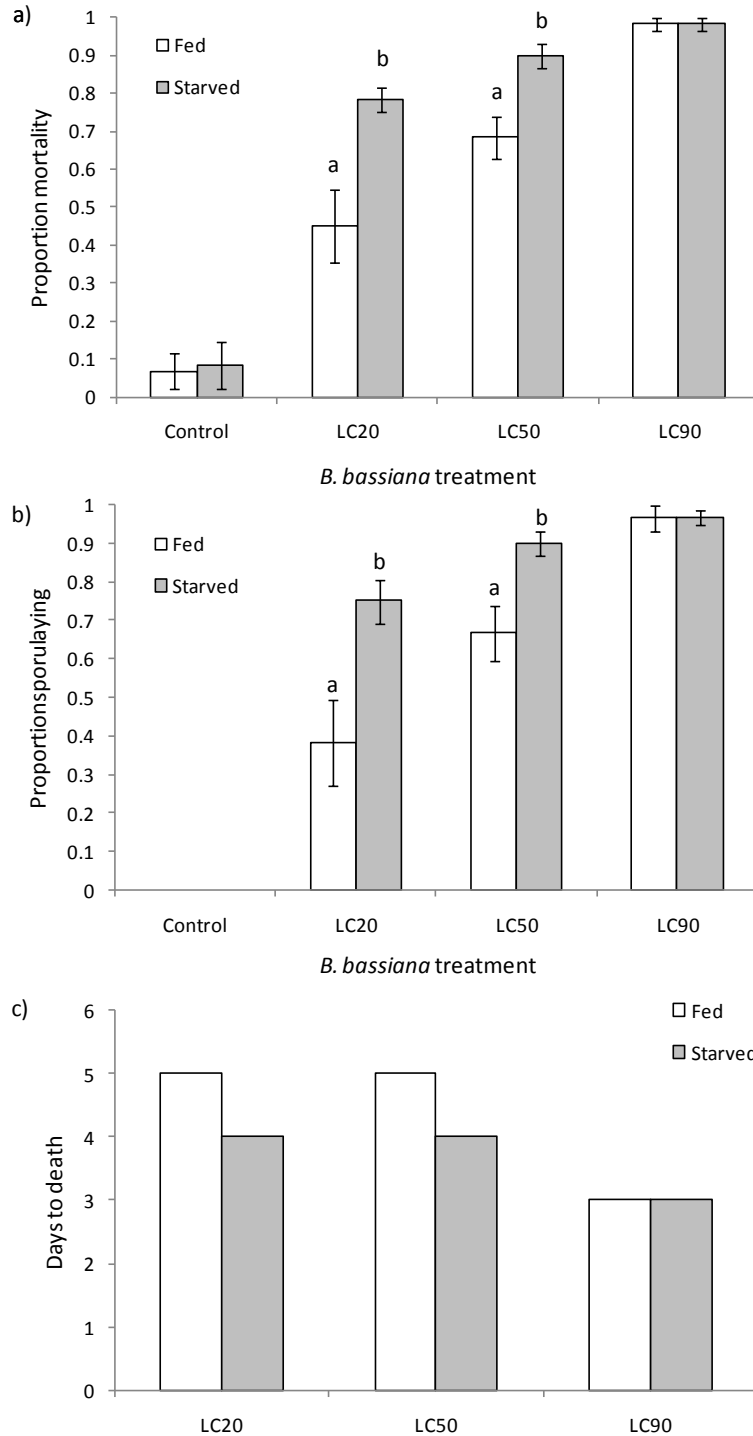 a)
Fed
Starved
Proportion mortality
1
0.9
0.8
0.7
0.6
0.5
0.4
0.3
0.2
0.1
0
a
b
a
b
Control LC20 LC50 LC90
B. bassiana treatment
b)
Fed
Starved
Proportionsporulaying
1
0.9
0.8
0.7
0.6
0.5
0.4
0.3
0.2
0.1
0
a
b
a
b
Control LC20 LC50 LC90
B. bassiana treatment
c)
Fed
Starved
Days to death
6
5
4
3
2
1
0
LC20 LC50 LC90